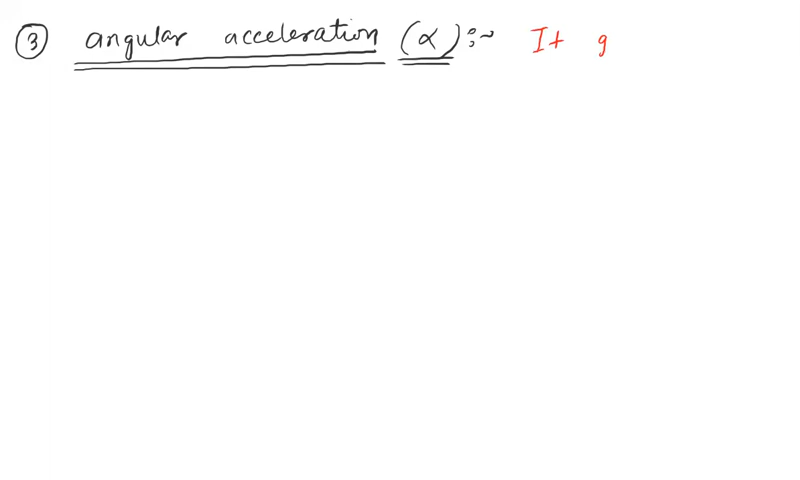 ③ angular acceleration (α):~ It g